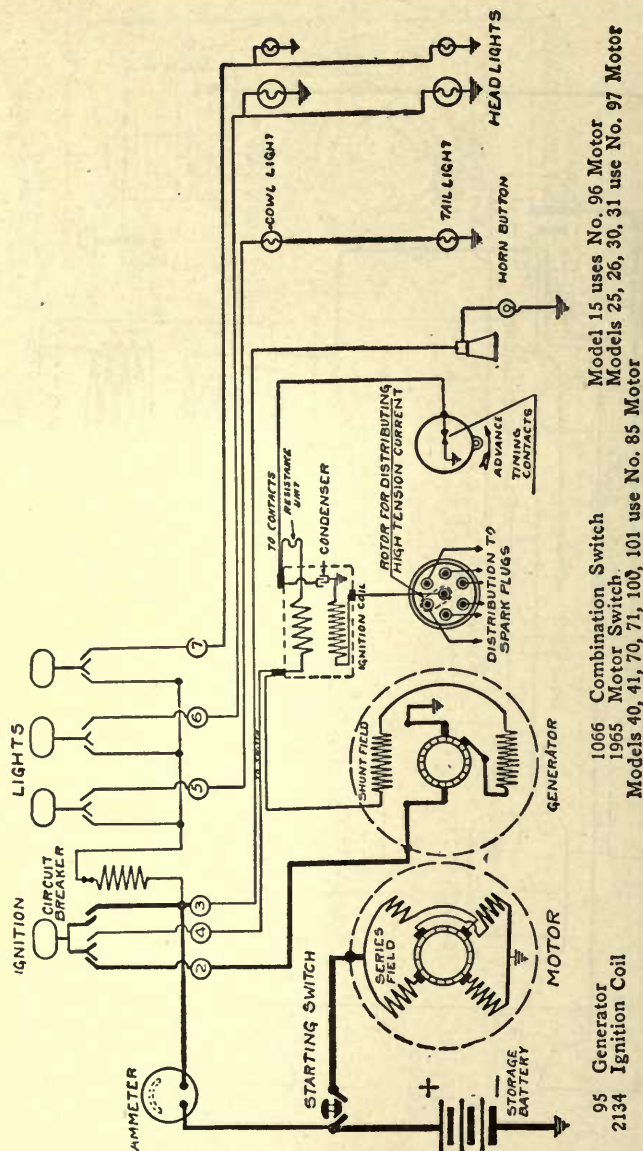 IGNITION
LIGHTS
CIRCUIT
BREAKER
AMMETER
2
4
3
5
6
7
STARTING SWITCH
+
-
STORAGE
BATTERY
SERIES
FIELD
MOTOR
SHUNT FIELD
GENERATOR
TO CONTACTS
RESISTANCE
UNIT
CONDENSER
IGNITION COIL
ROTOR FOR DISTRIBUTING
HIGH TENSION CURRENT
DISTRIBUTION TO
SPARK PLUGS
ADVANCE
TIMING
CONTACTS
HORN BUTTON
COWL LIGHT
TAIL LIGHT
HEAD LIGHTS
95 Generator
2134 Ignition Coil
1066 Combination Switch
1965 Motor Switch
Model 15 uses No. 96 Motor
Models 25, 26, 30, 31 use No. 97 Motor
Models 40, 41, 70, 71, 100, 101 use No. 85 Motor